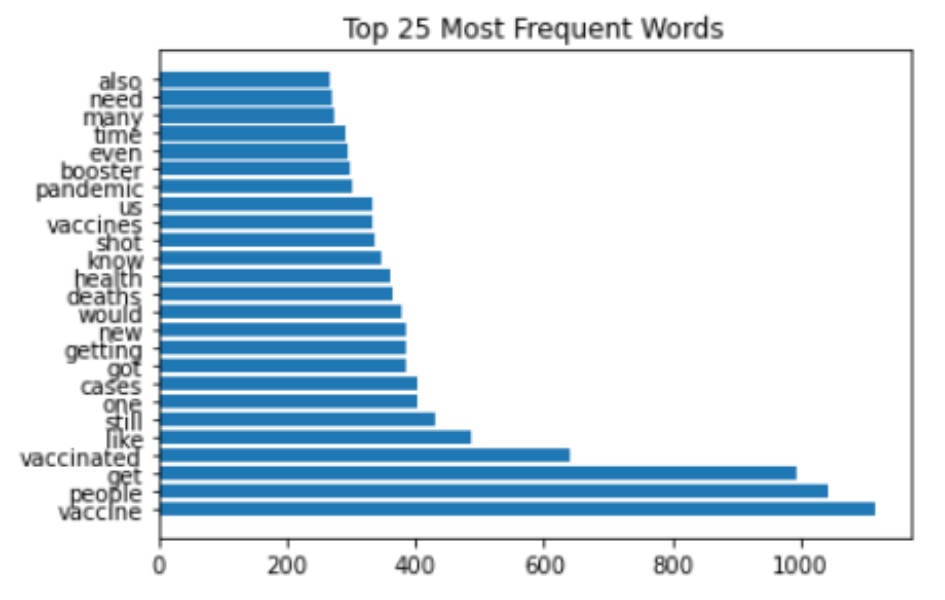 Top 25 Most Frequent Words
also
need
many
time
even
booster
pandemic
us
vaccines
shot
know
health
deaths
would
new
getting
got
cases
one
still
like
vaccinated
get
people
vaccine
0 200 400 600 800 1000